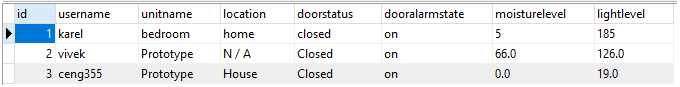 id username unitname location doorstatus dooralarmstate moisturelevel lightlevel
1 karel bedroom home closed on 5 185
2 vivek Prototype N / A Closed on 66.0 126.0
3 ceng355 Prototype House Closed on 0.0 19.0